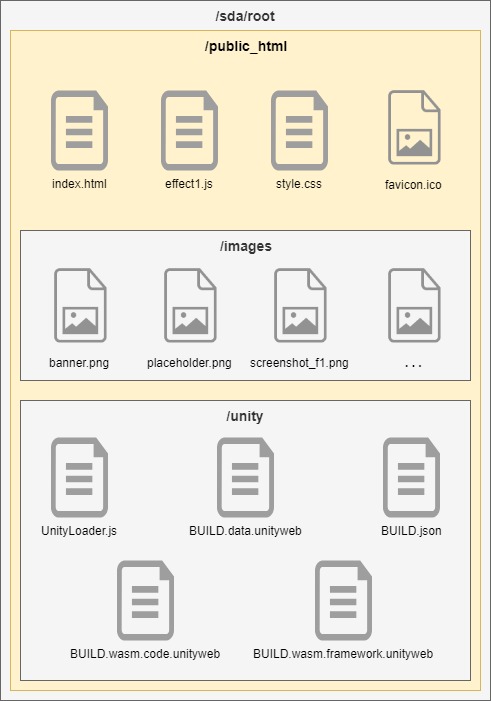 /sda/root
/public_html
index.html effect1.js style.css favicon.ico
/images
banner.png placeholder.png screenshot_f1.png ...
/unity
UnityLoader.js BUILD.data.unityweb BUILD.json
BUILD.wasm.code.unityweb BUILD.wasm.framework.unityweb